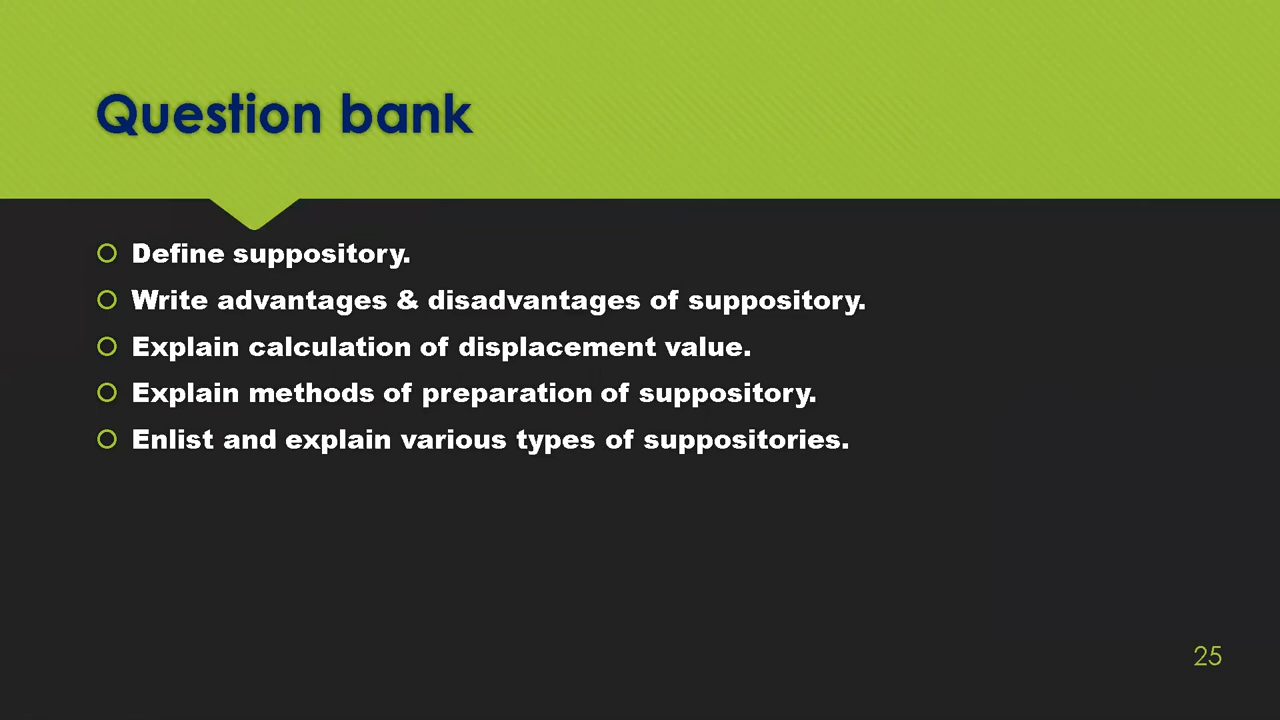 Question bank
Define suppository.
Write advantages & disadvantages of suppository.
Explain calculation of displacement value.
Explain methods of preparation of suppository.
Enlist and explain various types of suppositories.
25